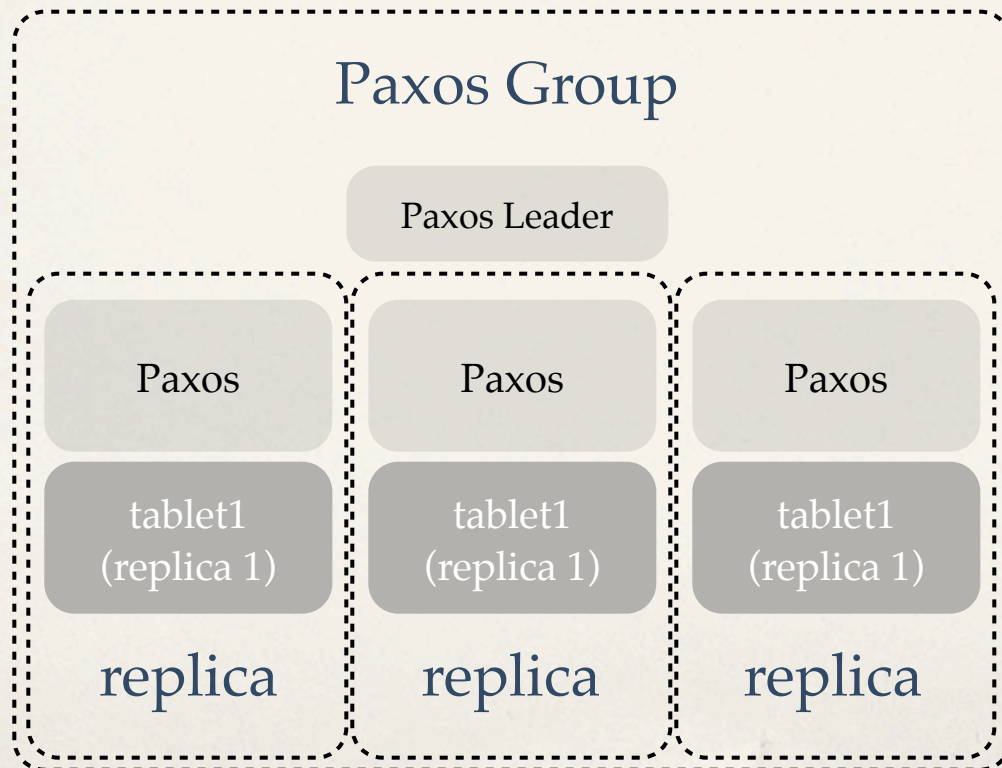 Paxos Group
Paxos Leader
Paxos
Paxos
Paxos
tablet1
(replica 1)
tablet1
(replica 1)
tablet1
(replica 1)
replica
replica
replica